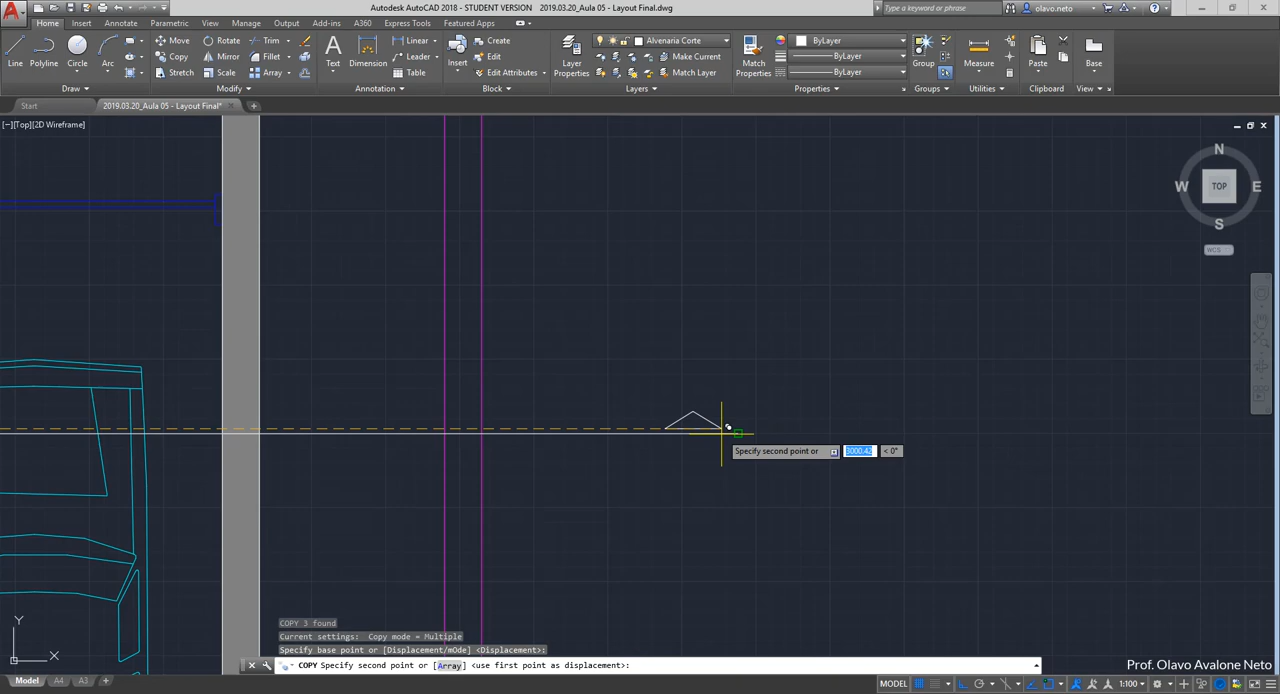 Autodesk AutoCAD 2018 - STUDENT VERSION 2019.03.20_Aula 05 - Layout Final.dwg
Type a keyword or phrase
olavo.neto
Home Insert Annotate Parametric View Manage Output Add-ins A360 Express Tools Featured Apps
Line Polyline Circle Arc
Move Rotate Trim
Copy Mirror Fillet
Stretch Scale Array
Text Dimension
Linear
Leader
Table
Insert
Create
Edit
Edit Attributes
Layer Properties
Alvenaria Corte
Make Current
Match Layer
Match Properties
ByLayer
ByLayer
ByLayer
Group Measure Paste Base
Draw Modify Annotation Block Layers Properties Groups Utilities Clipboard View
Start 2019.03.20_Aula 05 - Layout Final*
[−][Top][2D Wireframe]
N
W TOP E
S
WCS
Specify second point or 3000.42 < 0°
Y
X
COPY 3 found
Current settings: Copy mode = Multiple
Specify base point or [Displacement/mOde] <Displacement>:
COPY Specify second point or [Array] <use first point as displacement>:
Prof. Olavo Avalone Neto
Model A4 A3
MODEL 1:100